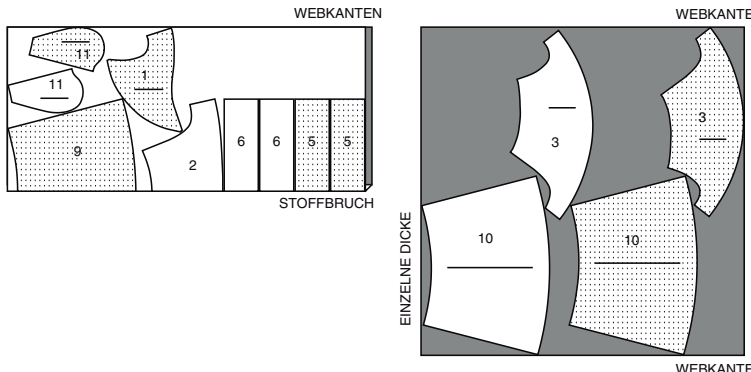 WEBKANTEN
11
1
11
9
2
6
6
5
5
STOFFBRUCH
WEBKANTE
3
3
10
10
EINZELNE DICKE
WEBKANTE